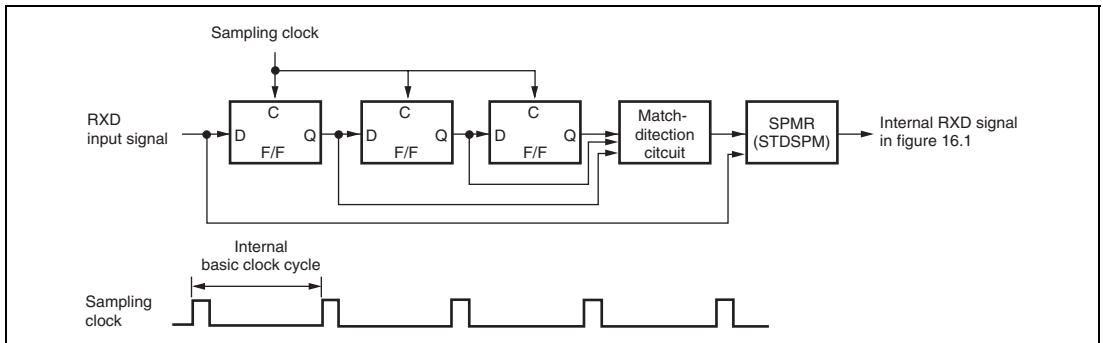 Sampling clock
RXD
input signal
C
D Q
F/F
C
D Q
F/F
C
D Q
F/F
Match-
ditection
citcuit
SPMR
(STDSPM)
Internal RXD signal
in figure 16.1
Internal
basic clock cycle
Sampling
clock